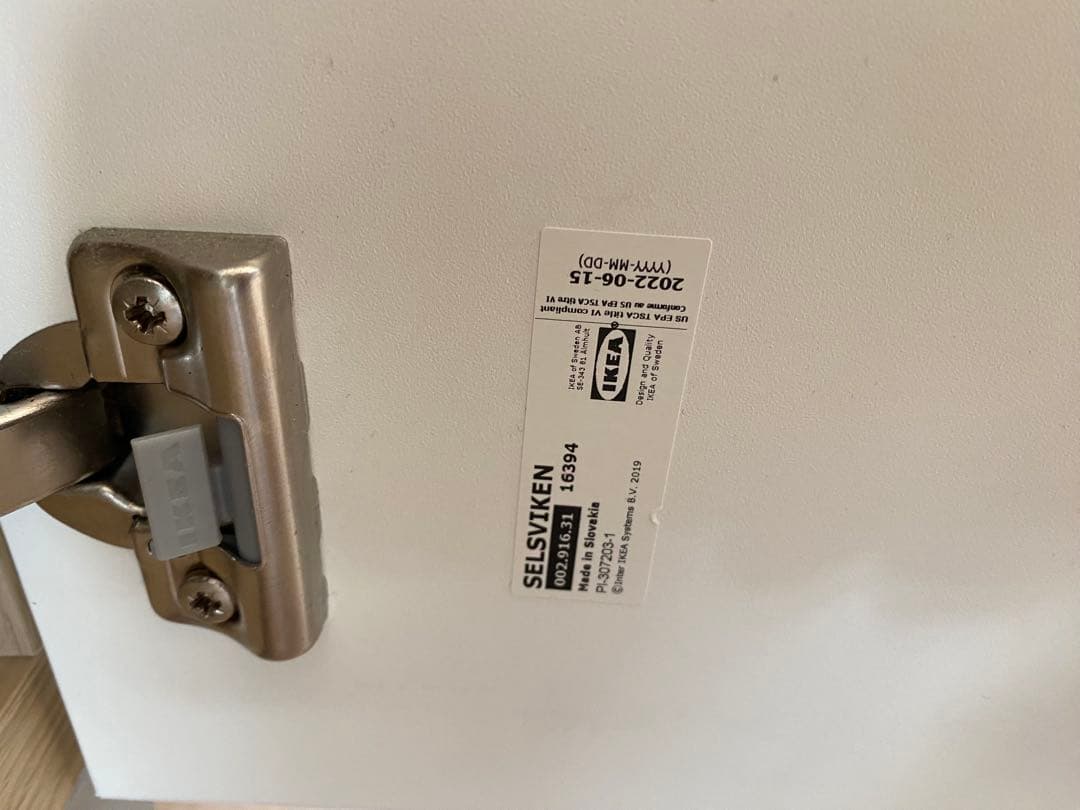 SELSVIKEN
002.916.31 16394
Made in Slovakia
PI-307203-1
©Inter IKEA Systems B.V. 2019
IKEA of Sweden AB
SE-343 81 Älmhult
IKEA®
Design and Quality
IKEA of Sweden
US EPA TSCA title VI compliant
Conforme au US EPA TSCA titre VI
2022-06-15
(YYYY-MM-DD)
IKEA